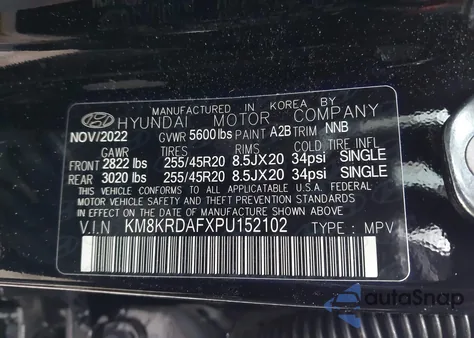 MANUFACTURED IN KOREA BY
HYUNDAI MOTOR COMPANY
NOV/2022 GVWR 5600 lbs PAINT A2B TRIM NNB
GAWR TIRES RIMS COLD TIRE INFL
FRONT 2822 lbs 255/45R20 8.5JX20 34psi SINGLE
REAR 3020 lbs 255/45R20 8.5JX20 34psi SINGLE
THIS VEHICLE CONFORMS TO ALL APPLICABLE U.S.A. FEDERAL
MOTOR VEHICLE SAFETY AND THEFT PREVENTION STANDARDS
IN EFFECT ON THE DATE OF MANUFACTURE SHOWN ABOVE.
V.I.N KM8KRDAFXPU152102 TYPE : MPV
autoSnap